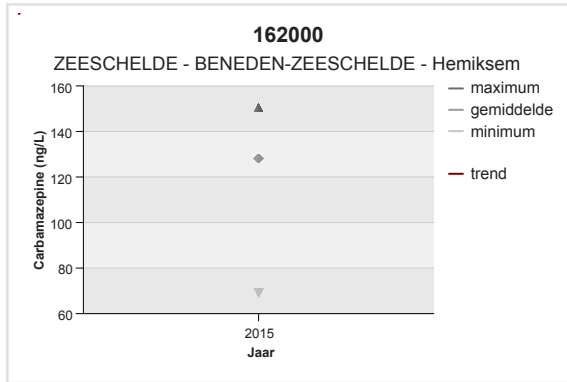 162000
ZEESCHELDE - BENEDEN-ZEESCHELDE - Hemiksem
Carbamazepine (ng/L)
160
140
120
100
80
60
2015
Jaar
maximum
gemiddelde
minimum
trend